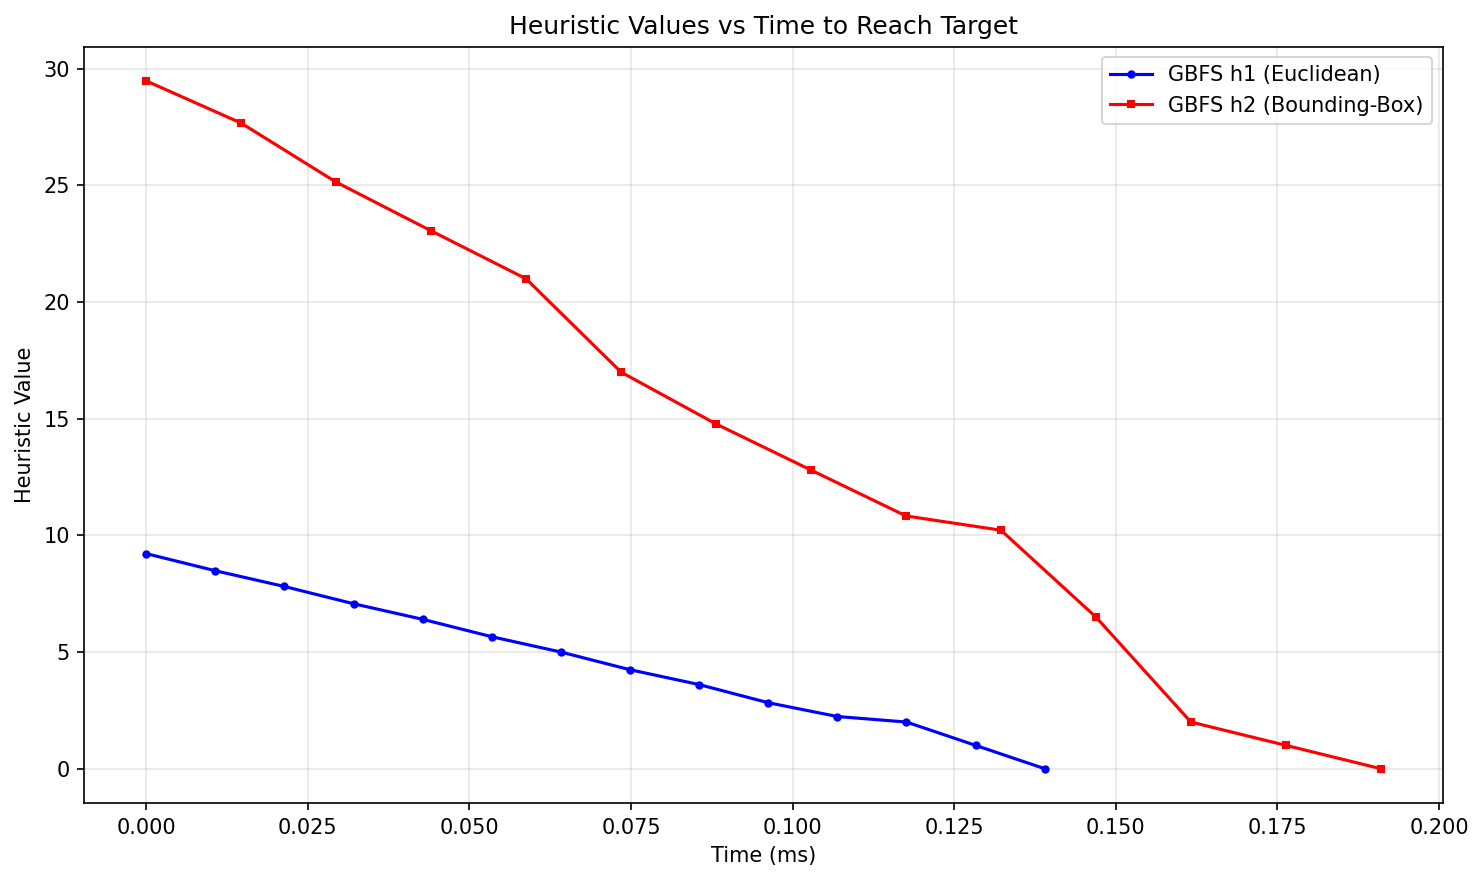 Heuristic Values vs Time to Reach Target
GBFS h1 (Euclidean)
GBFS h2 (Bounding-Box)
Heuristic Value
30
25
20
15
10
5
0
0.000 0.025 0.050 0.075 0.100 0.125 0.150 0.175 0.200
Time (ms)